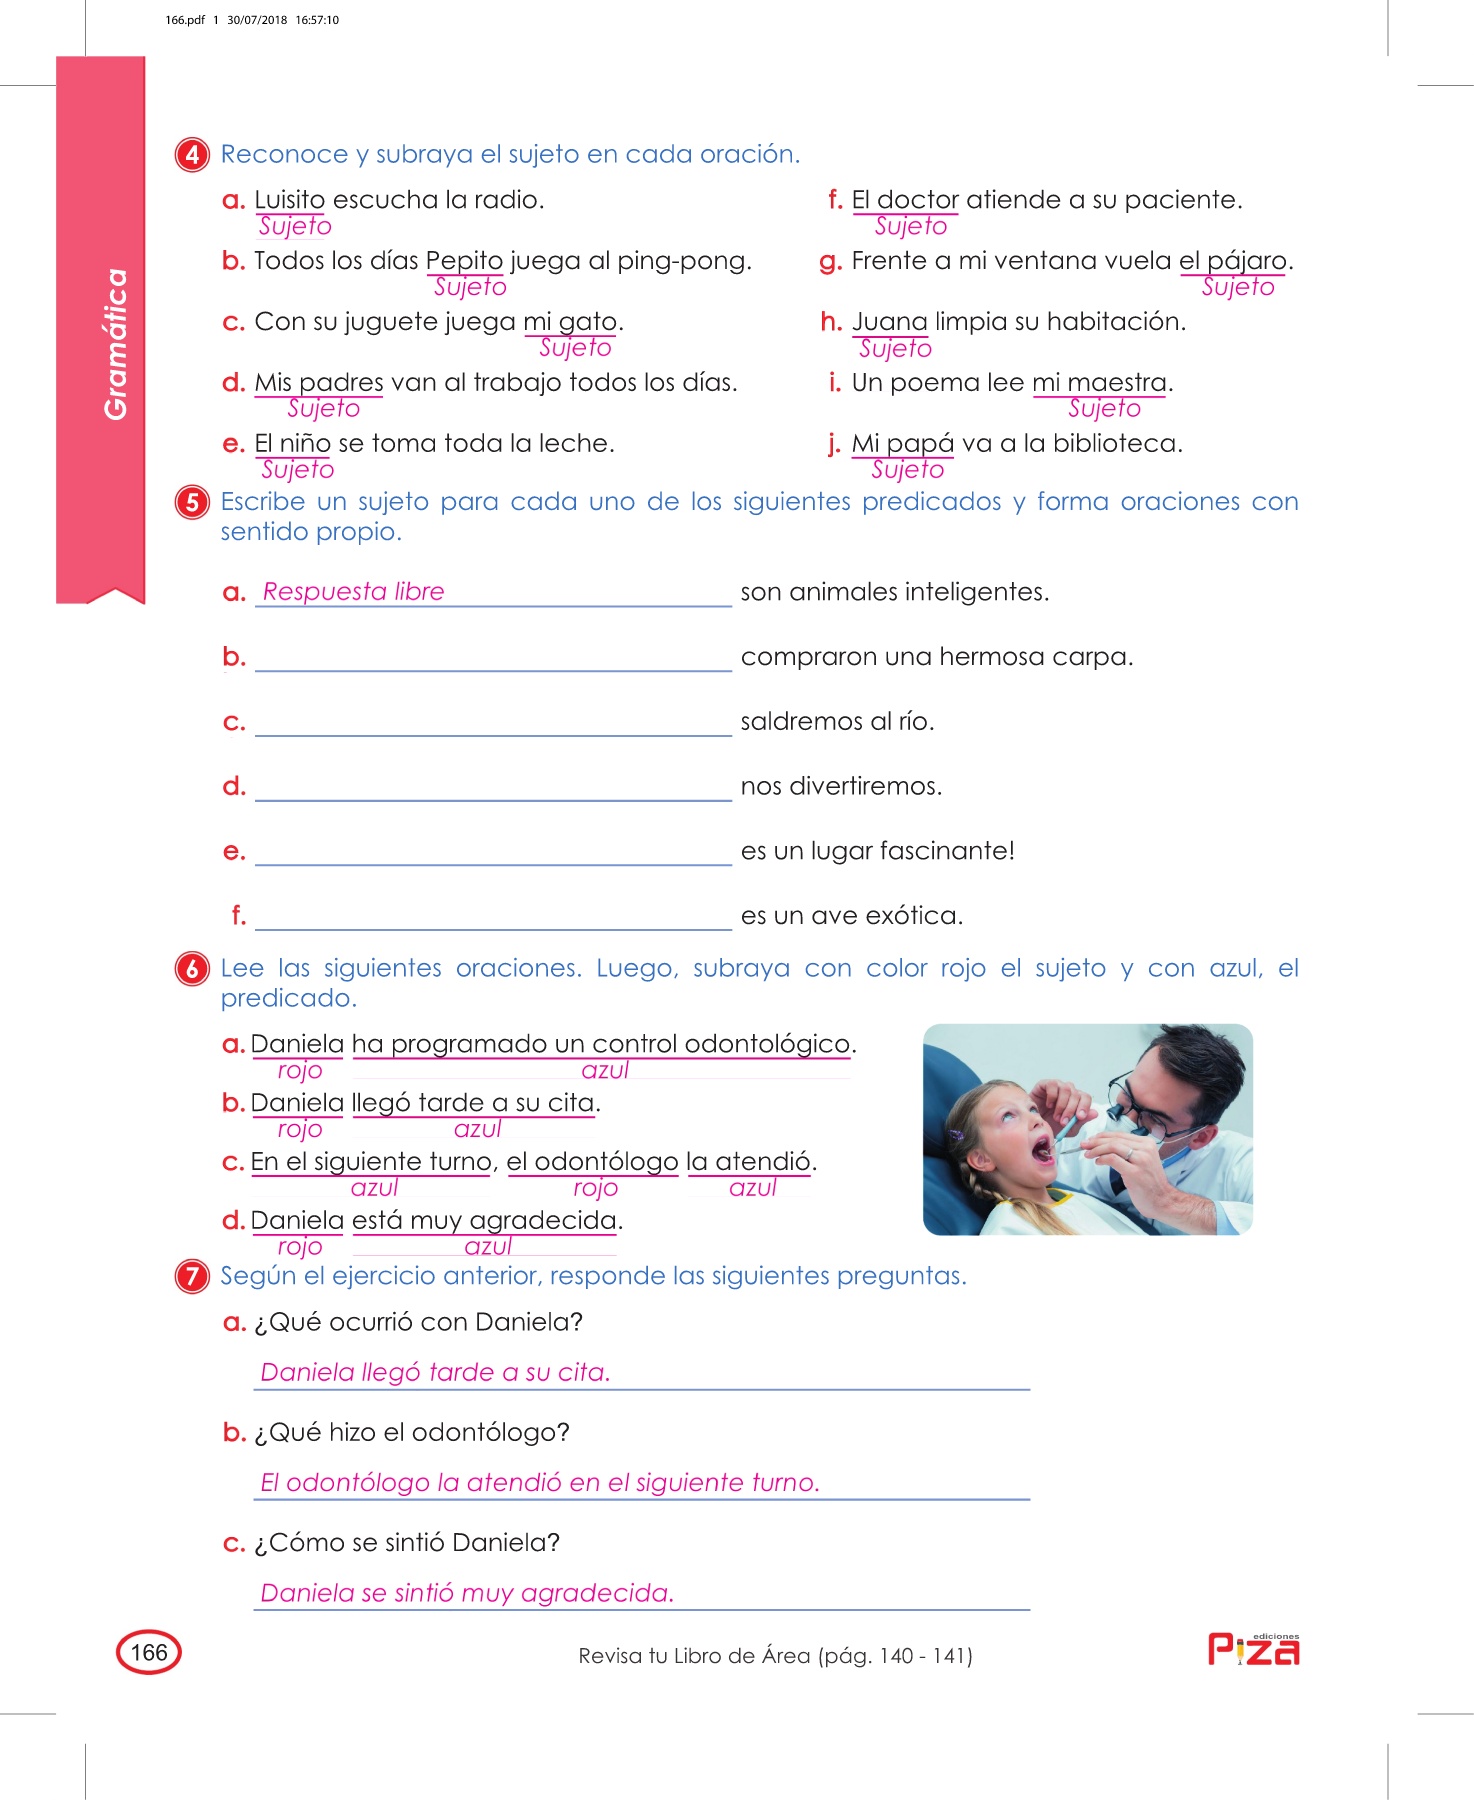 166.pdf 1 30/07/2018 16:57:10
Gramática
4 Reconoce y subraya el sujeto en cada oración.
a. Luisito escucha la radio.
Sujeto
b. Todos los días Pepito juega al ping-pong.
Sujeto
c. Con su juguete juega mi gato.
Sujeto
d. Mis padres van al trabajo todos los días.
Sujeto
e. El niño se toma toda la leche.
Sujeto
f. El doctor atiende a su paciente.
Sujeto
g. Frente a mi ventana vuela el pájaro.
Sujeto
h. Juana limpia su habitación.
Sujeto
i. Un poema lee mi maestra.
Sujeto
j. Mi papá va a la biblioteca.
Sujeto
5 Escribe un sujeto para cada uno de los siguientes predicados y forma oraciones con
sentido propio.
a. Respuesta libre son animales inteligentes.
b. compraron una hermosa carpa.
c. saldremos al río.
d. nos divertiremos.
e. es un lugar fascinante!
f. es un ave exótica.
6 Lee las siguientes oraciones. Luego, subraya con color rojo el sujeto y con azul, el
predicado.
a. Daniela ha programado un control odontológico.
rojo azul
b. Daniela llegó tarde a su cita.
rojo azul
c. En el siguiente turno, el odontólogo la atendió.
azul rojo azul
d. Daniela está muy agradecida.
rojo azul
7 Según el ejercicio anterior, responde las siguientes preguntas.
a. ¿Qué ocurrió con Daniela?
Daniela llegó tarde a su cita.
b. ¿Qué hizo el odontólogo?
El odontólogo la atendió en el siguiente turno.
c. ¿Cómo se sintió Daniela?
Daniela se sintió muy agradecida.
166
Revisa tu Libro de Área (pág. 140 - 141)
ediciones
Piza